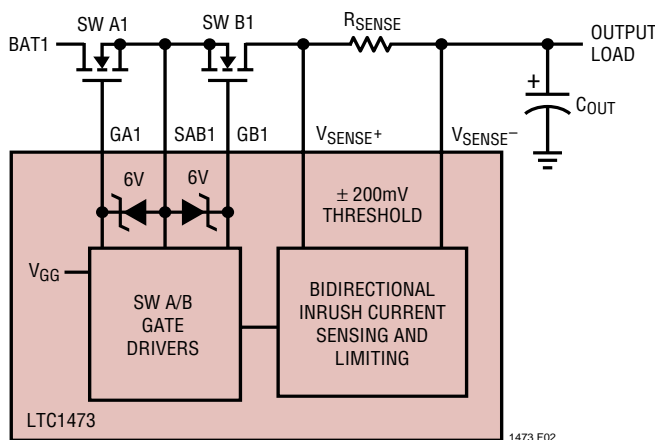 SW A1
SW B1
RSENSE
BAT1
OUTPUT
LOAD
+
COUT
GA1
SAB1
GB1
VSENSE+
VSENSE–
6V
6V
± 200mV
THRESHOLD
VGG
SW A/B
GATE
DRIVERS
BIDIRECTIONAL
INRUSH CURRENT
SENSING AND
LIMITING
LTC1473
1473 F02